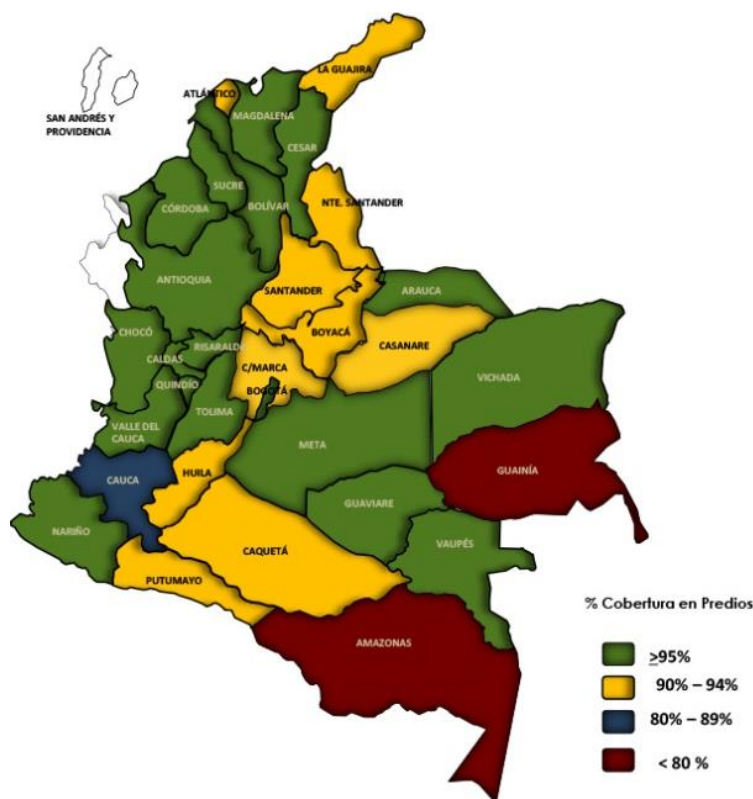 LA GUAJIRA
ATLÁNTICO
SAN ANDRÉS Y
PROVIDENCIA
MAGDALENA
CESAR
SUCRE
CÓRDOBA
BOLÍVAR
NTE. SANTANDER
ANTIOQUIA
SANTANDER
ARAUCA
BOYACÁ
CHOCÓ
RISARALD
CALDAS
CASANARE
C/MARCA
VICHADA
QUINDÍO
BOGOTÁ
TOLIMA
VALLE DEL
CAUCA
META
GUAINÍA
HUILA
CAUCA
GUAVIARE
NARIÑO
VAUPÉS
CAQUETÁ
PUTUMAYO
AMAZONAS
% Cobertura en Predios
≥95%
90% – 94%
80% – 89%
< 80 %